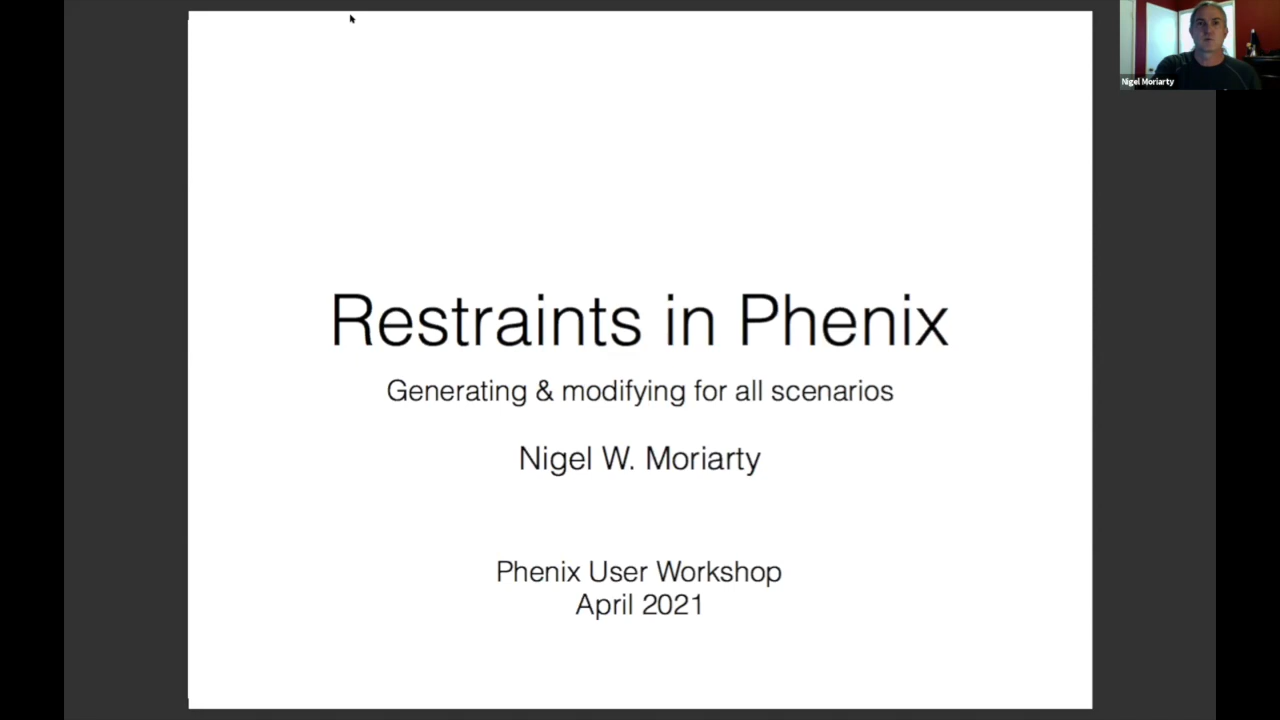 Restraints in Phenix
Generating & modifying for all scenarios
Nigel W. Moriarty
Phenix User Workshop
April 2021
Nigel Moriarty